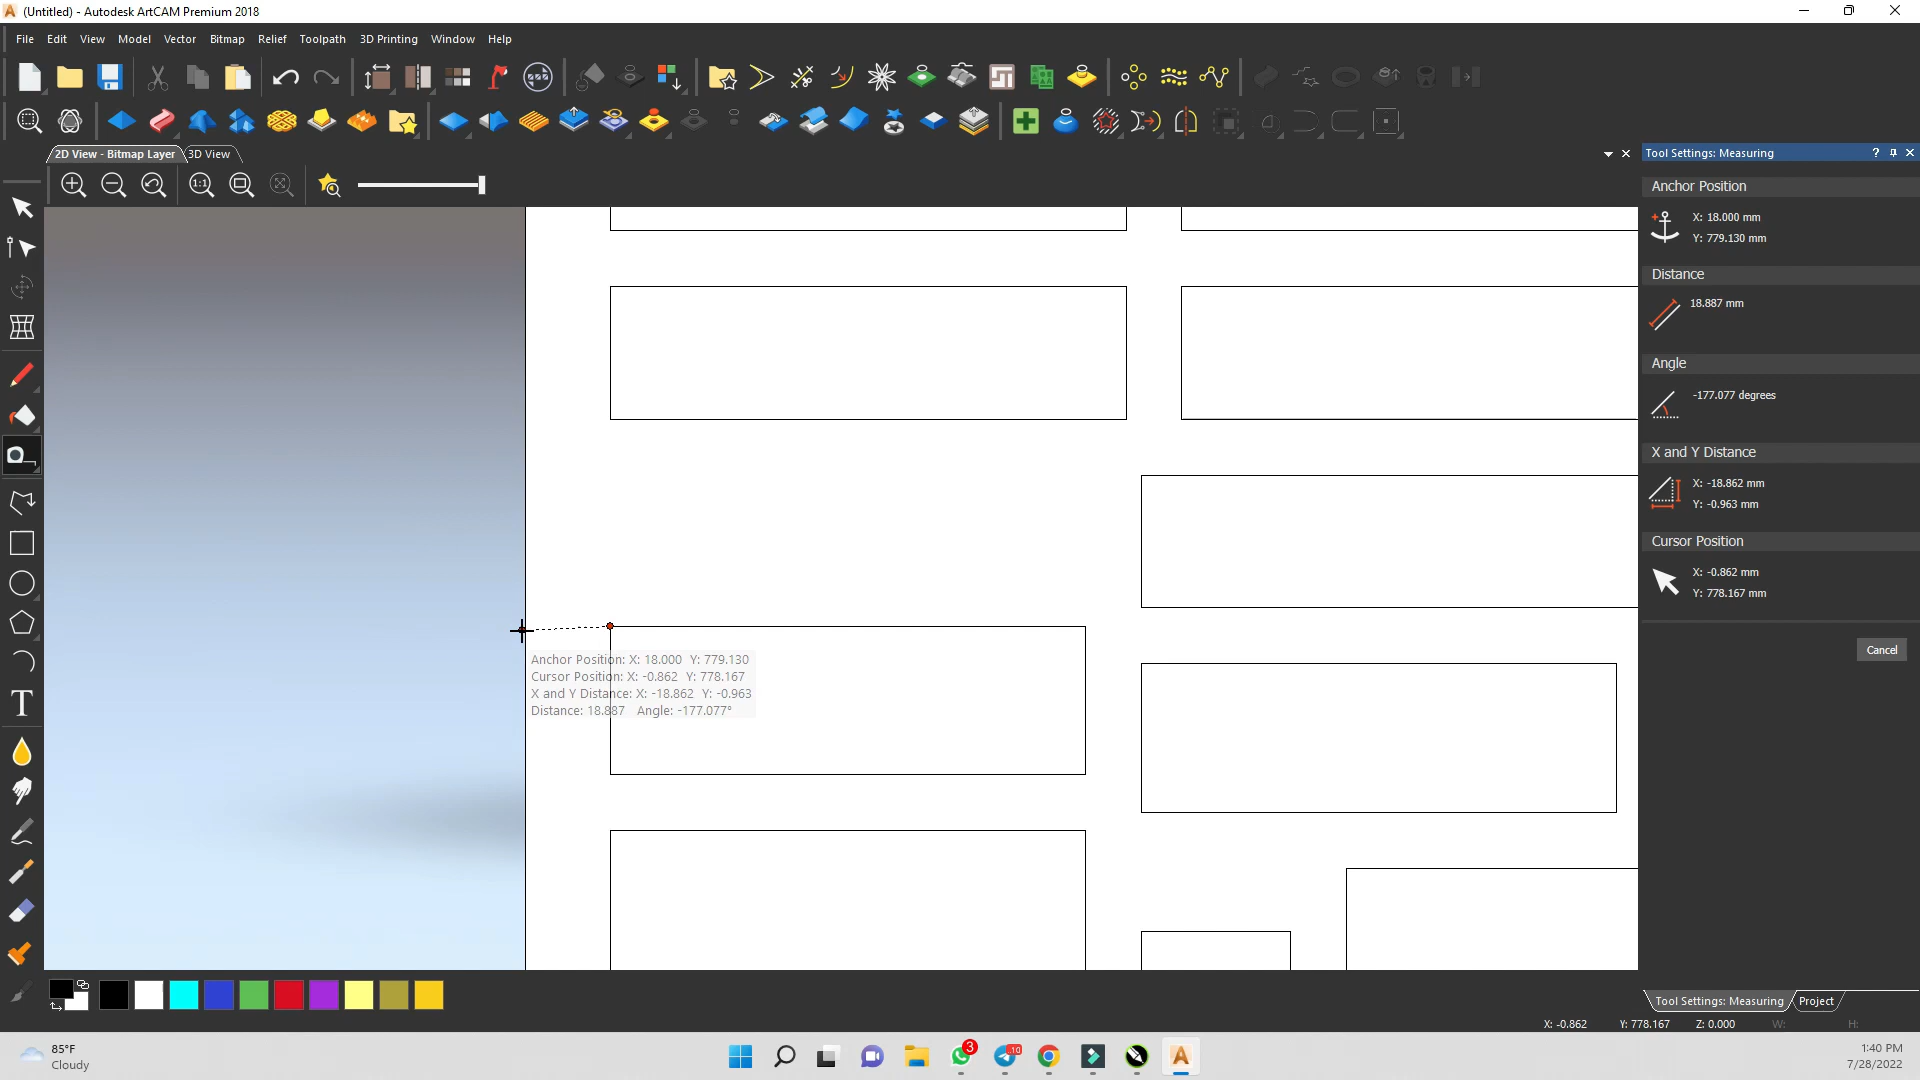 (Untitled) - Autodesk ArtCAM Premium 2018
File Edit View Model Vector Bitmap Relief Toolpath 3D Printing Window Help
2D View - Bitmap Layer 3D View
1:1
T
Anchor Position: X: 18.000 Y: 779.130
Cursor Position: X: -0.862 Y: 778.167
X and Y Distance: X: -18.862 Y: -0.963
Distance: 18.887 Angle: -177.077°
Tool Settings: Measuring
Anchor Position
X: 18.000 mm
Y: 779.130 mm
Distance
18.887 mm
Angle
-177.077 degrees
X and Y Distance
X: -18.862 mm
Y: -0.963 mm
Cursor Position
X: -0.862 mm
Y: 778.167 mm
Cancel
Tool Settings: Measuring Project
X: -0.862 Y: 778.167 Z: 0.000 W: H:
85°F
Cloudy
3
10
1:40 PM
7/28/2022